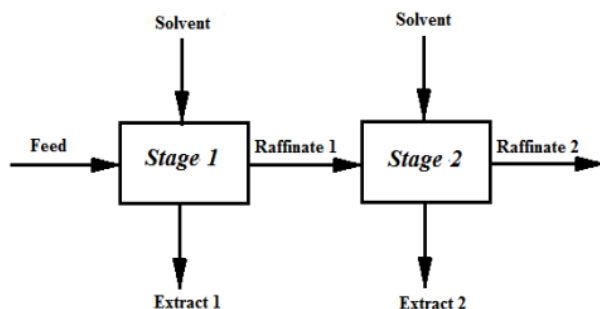 Solvent
Solvent
Feed
Stage 1
Raffinate 1
Stage 2
Raffinate 2
Extract 1
Extract 2